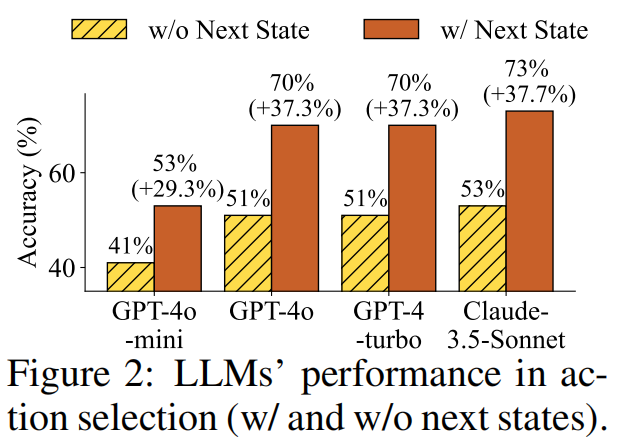 w/o Next State w/ Next State
73%
70% 70% (+37.7%)
(+37.3%) (+37.3%)
53%
(+29.3%) 51% 51% 53%
41%
Accuracy (%)
60
40
GPT-4o GPT-4o GPT-4 Claude-
-mini -turbo 3.5-Sonnet
Figure 2: LLMs' performance in ac-
tion selection (w/ and w/o next states).